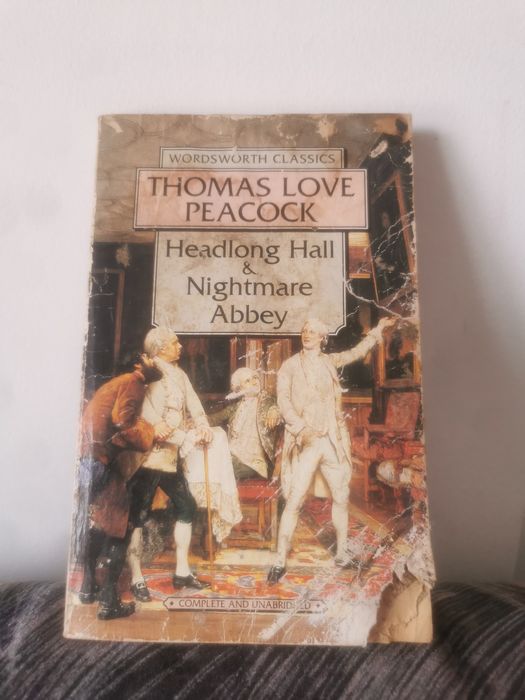 WORDSWORTH CLASSICS
THOMAS LOVE
PEACOCK
Headlong Hall
&
Nightmare
Abbey
COMPLETE AND UNABRIDGED